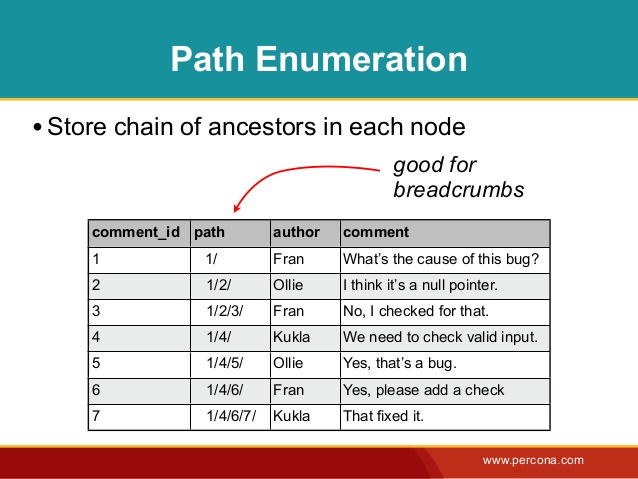 Path Enumeration
• Store chain of ancestors in each node
good for
breadcrumbs
comment_id path author comment
1 1/ Fran What's the cause of this bug?
2 1/2/ Ollie I think it's a null pointer.
3 1/2/3/ Fran No, I checked for that.
4 1/4/ Kukla We need to check valid input.
5 1/4/5/ Ollie Yes, that's a bug.
6 1/4/6/ Fran Yes, please add a check
7 1/4/6/7/ Kukla That fixed it.
www.percona.com